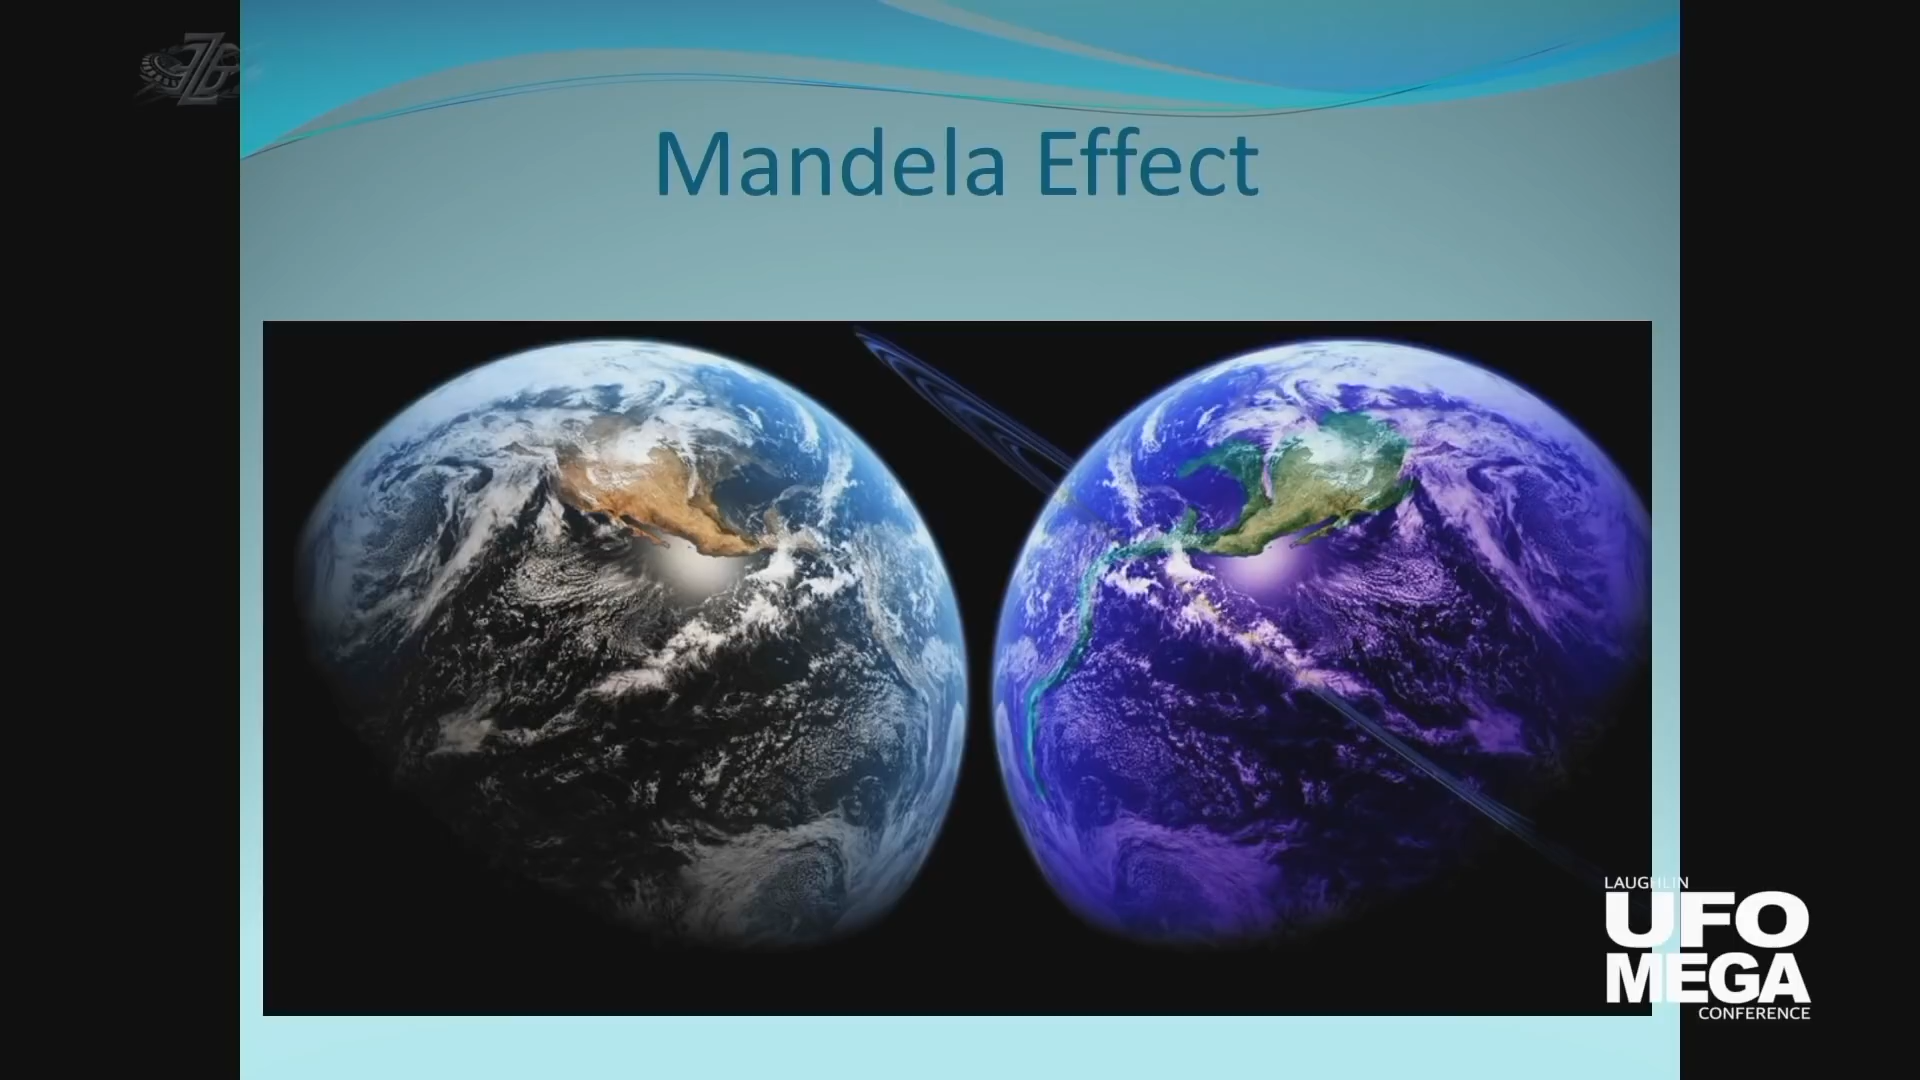 Mandela Effect
LAUGHLIN
UFO
MEGA
CONFERENCE